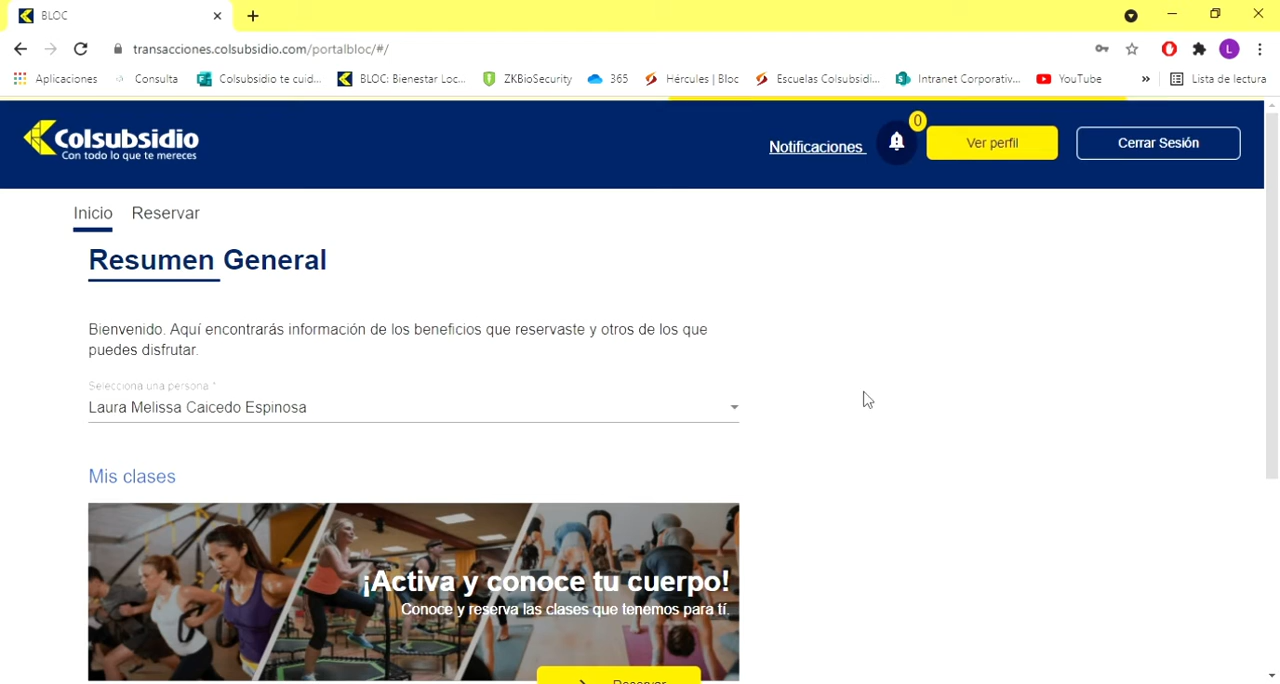 BLOC
transacciones.colsubsidio.com/portalbloc/#/
L
Aplicaciones
Consulta
Colsubsidio te cuid...
BLOC: Bienestar Loc...
ZKBioSecurity
365
Hércules | Bloc
Escuelas Colsubsidi...
Intranet Corporativ...
YouTube
»
Lista de lectura
Colsubsidio
Con todo lo que te mereces
Notificaciones
0
Ver perfil
Cerrar Sesión
Inicio
Reservar
Resumen General
Bienvenido. Aquí encontrarás información de los beneficios que reservaste y otros de los que
puedes disfrutar.
Selecciona una persona *
Laura Melissa Caicedo Espinosa
Mis clases
¡Activa y conoce tu cuerpo!
Conoce y reserva las clases que tenemos para tí.
Reservar